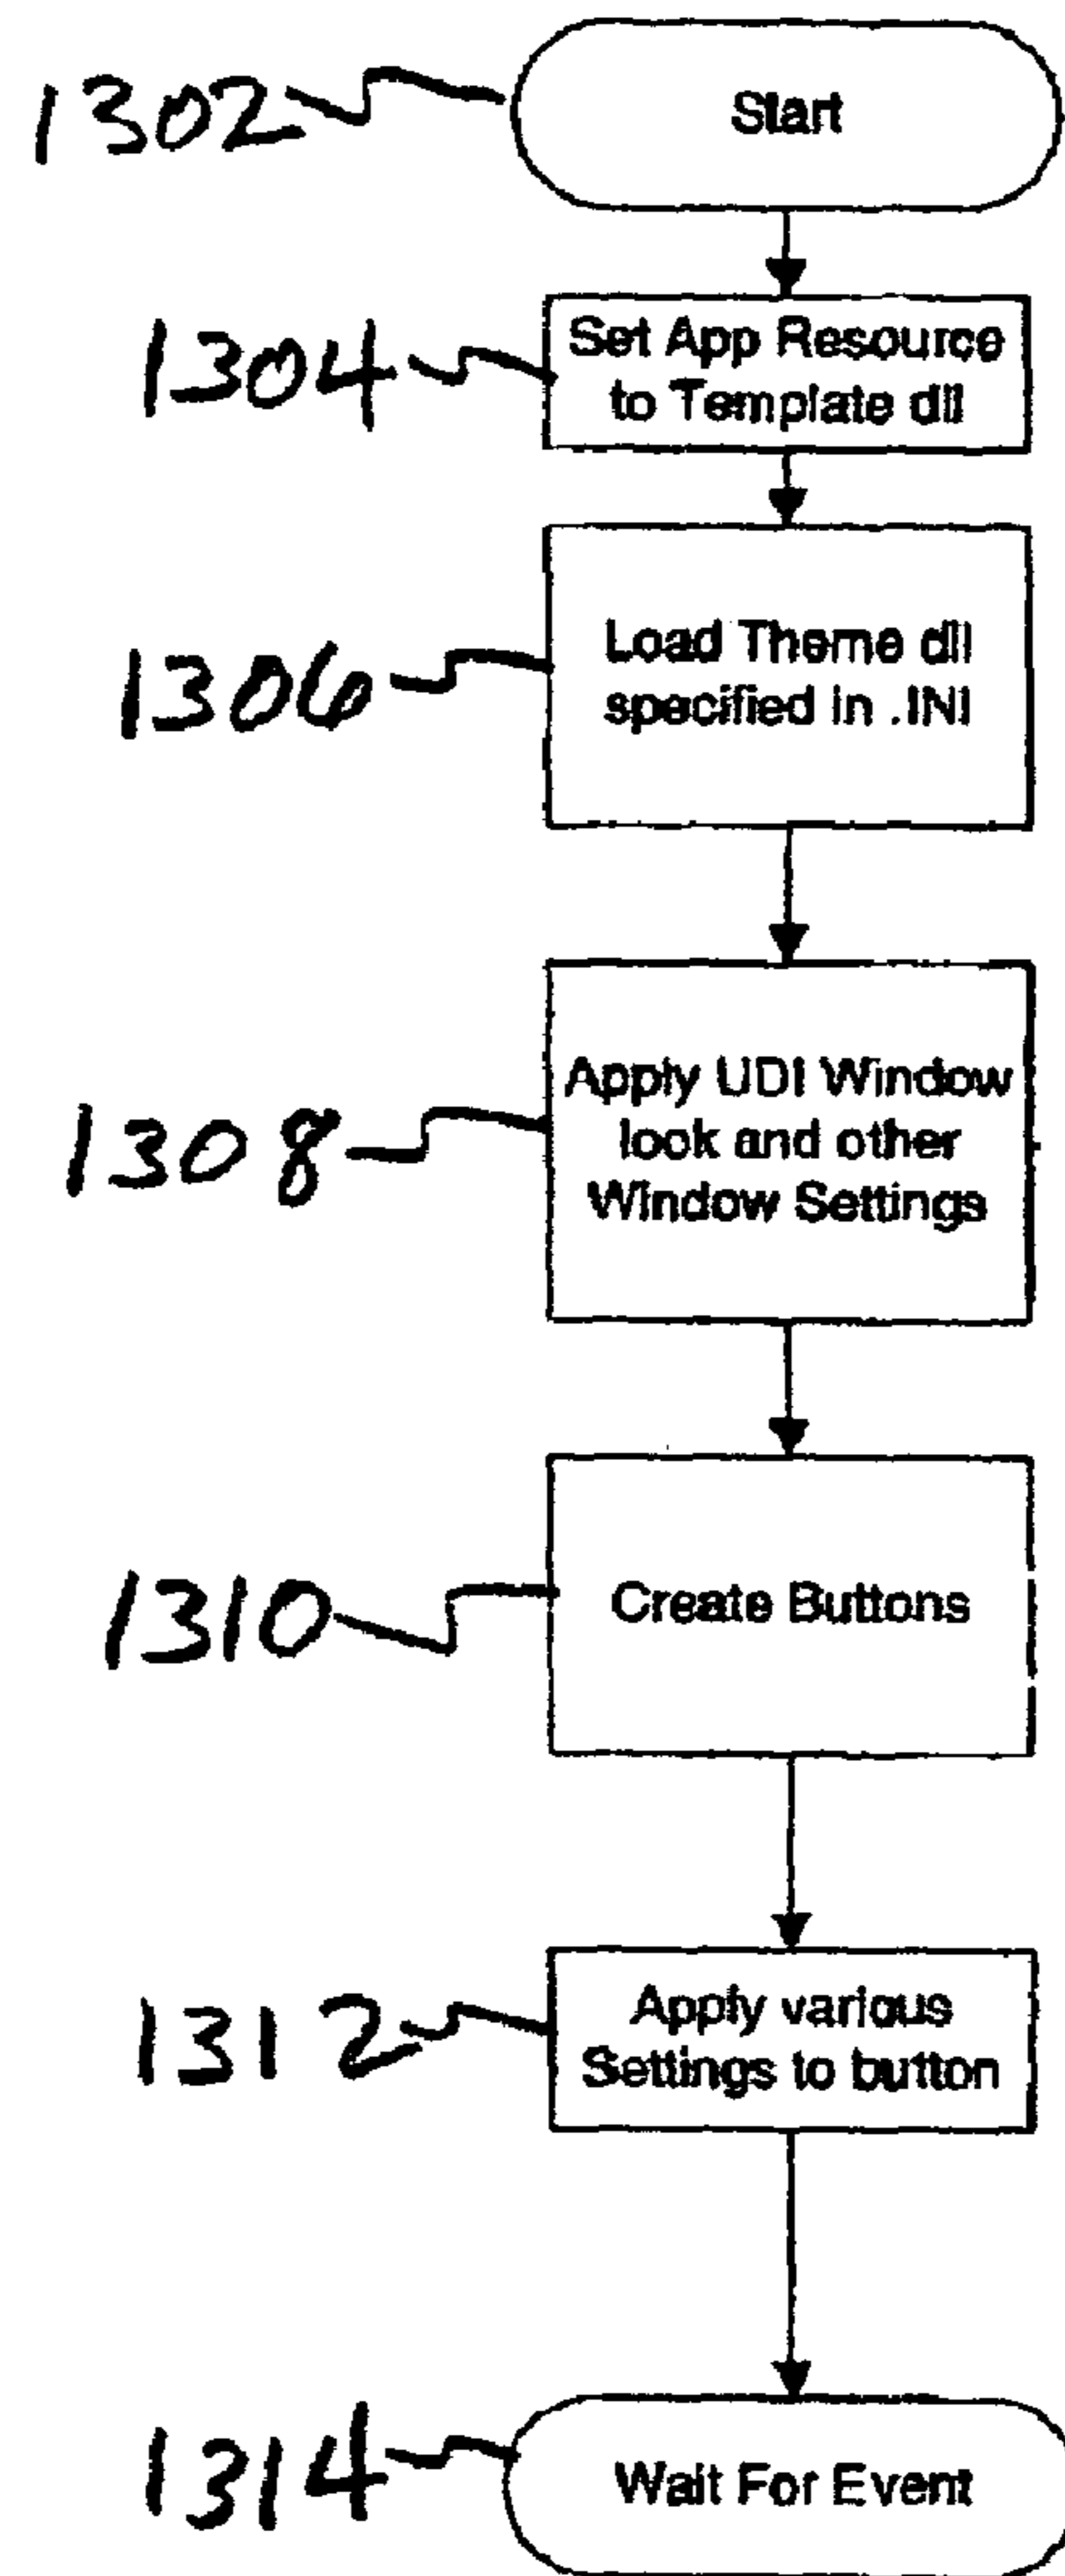 1302
Start
1304
Set App Resource
to Template dll
1306
Load Theme dll
specified in .INI
1308
Apply UDI Window
look and other
Window Settings
1310
Create Buttons
1312
Apply various
Settings to button
1314
Wait For Event